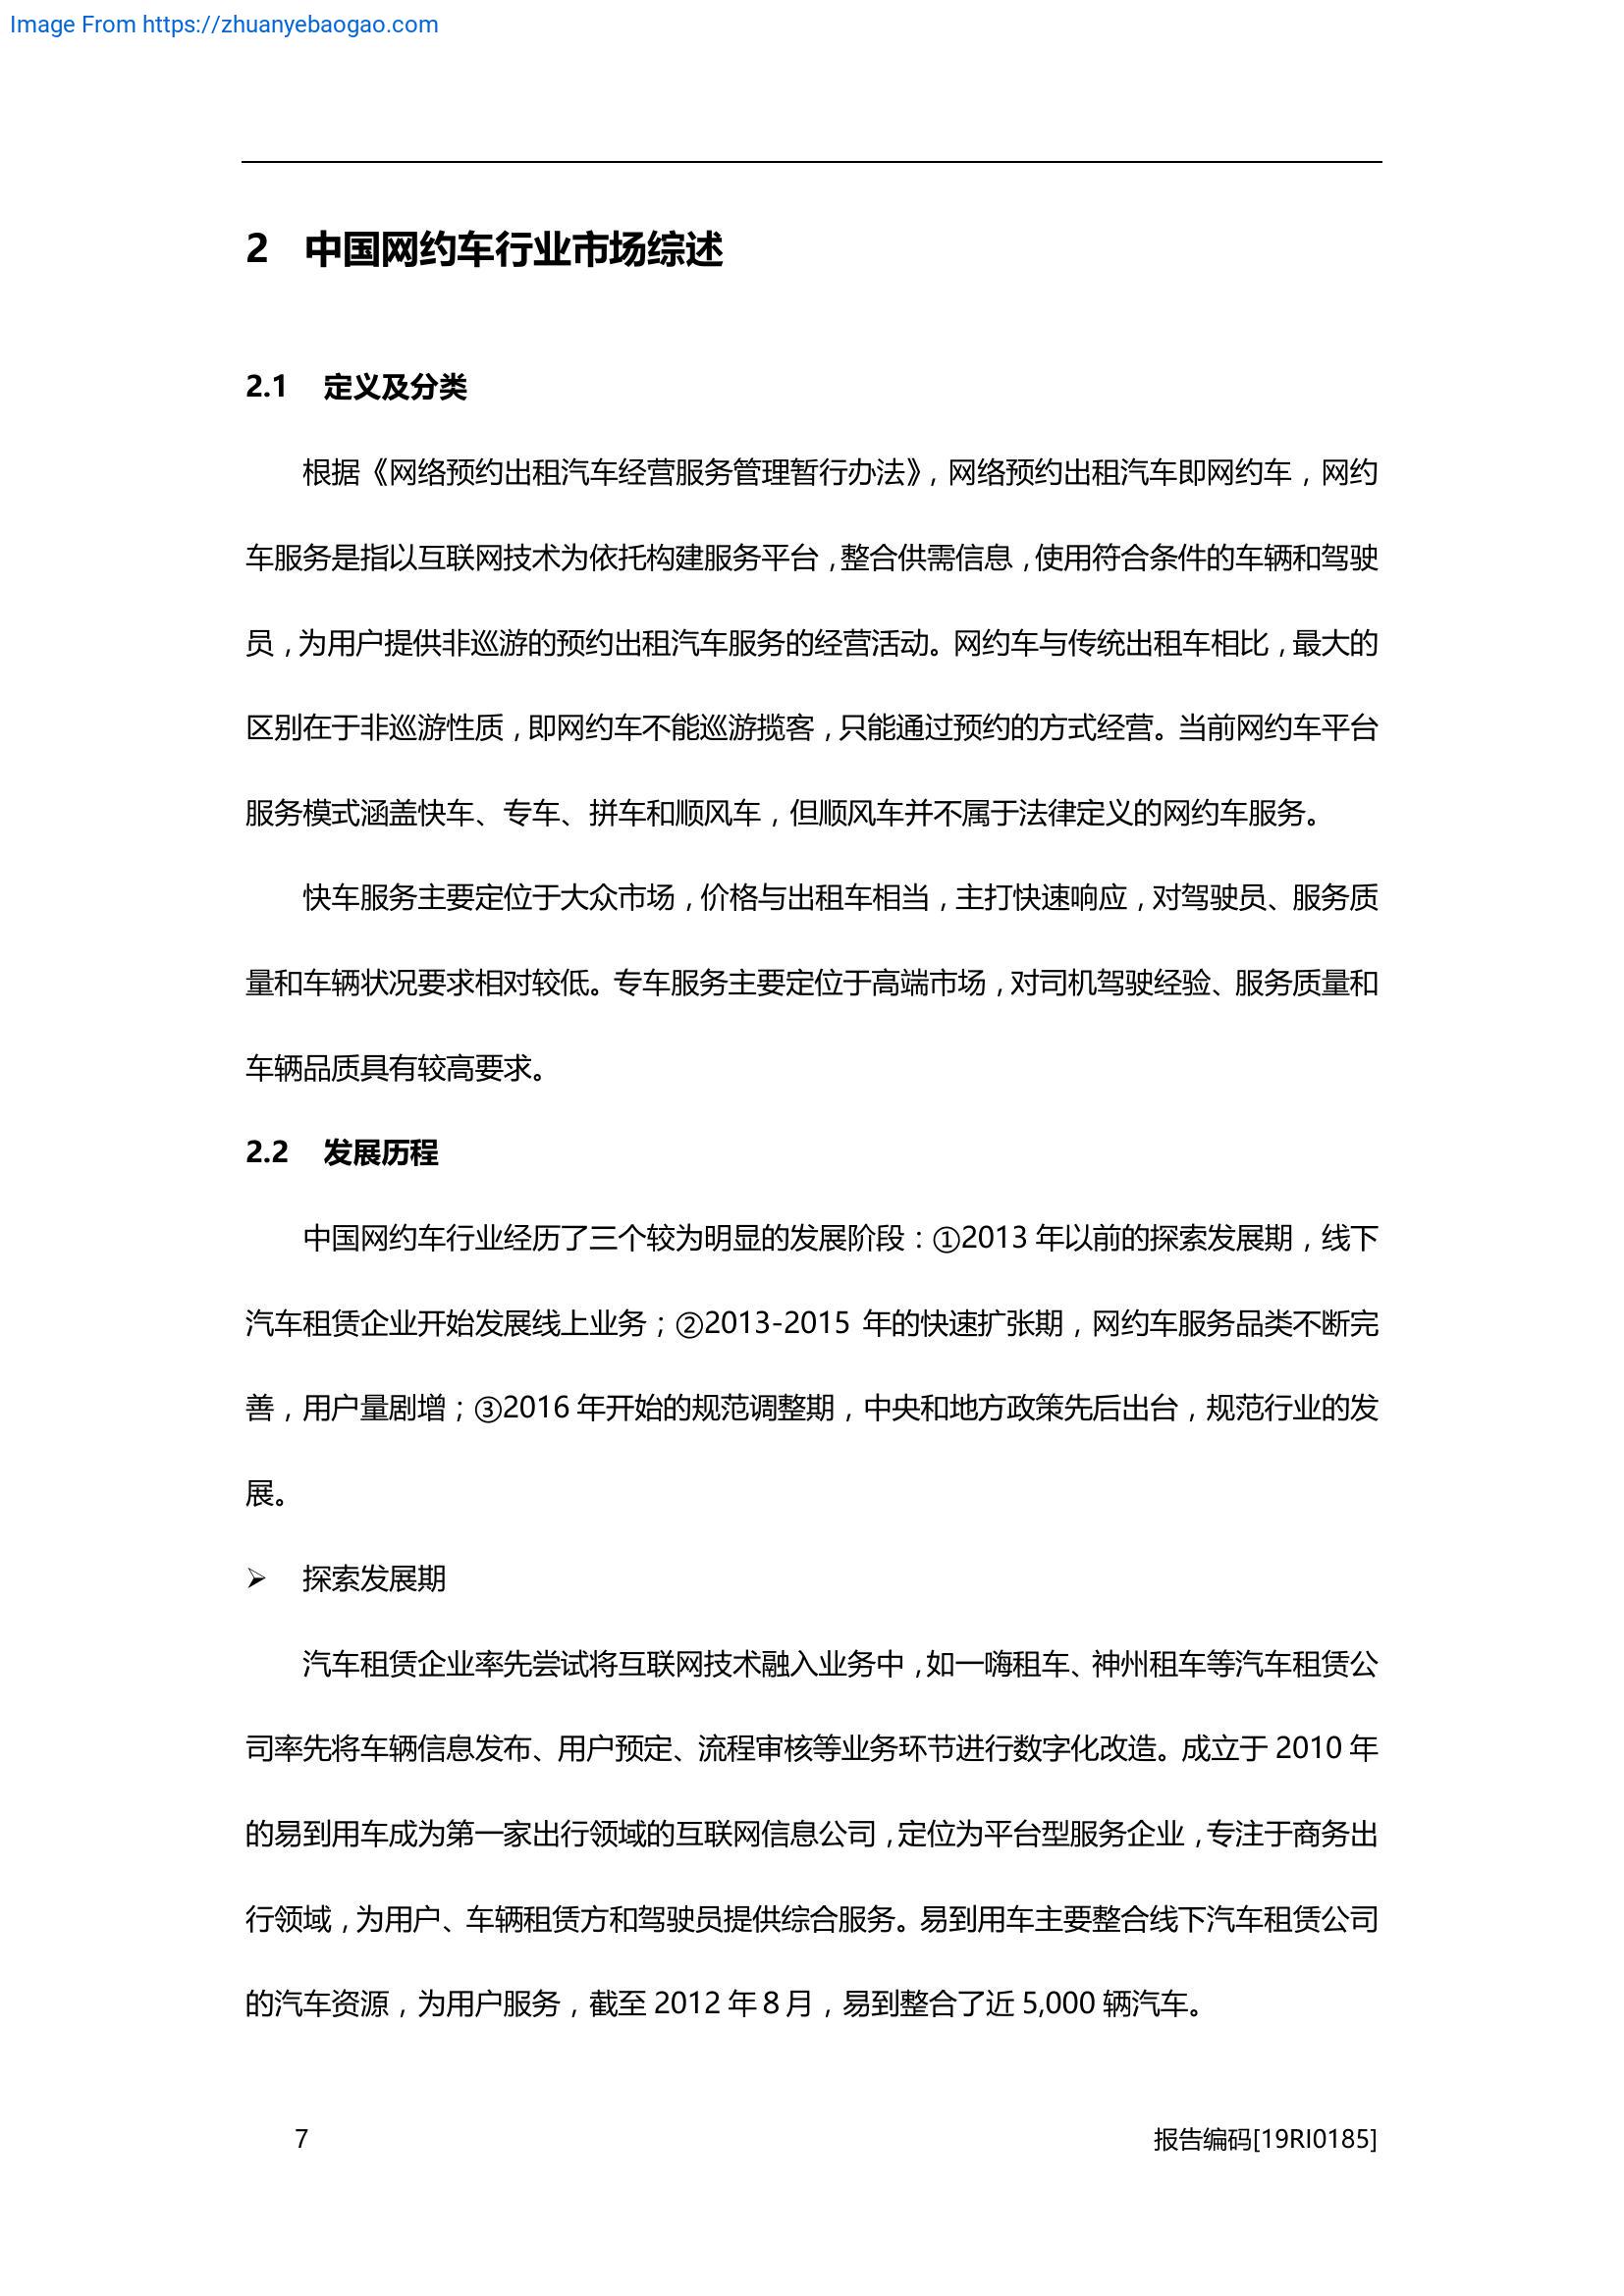 Image From https://zhuanyebaogao.com
2 中国网约车行业市场综述
2.1 定义及分类
根据《网络预约出租汽车经营服务管理暂行办法》，网络预约出租汽车即网约车，网约
车服务是指以互联网技术为依托构建服务平台，整合供需信息，使用符合条件的车辆和驾驶
员，为用户提供非巡游的预约出租汽车服务的经营活动。网约车与传统出租车相比，最大的
区别在于非巡游性质，即网约车不能巡游揽客，只能通过预约的方式经营。当前网约车平台
服务模式涵盖快车、专车、拼车和顺风车，但顺风车并不属于法律定义的网约车服务。
快车服务主要定位于大众市场，价格与出租车相当，主打快速响应，对驾驶员、服务质
量和车辆状况要求相对较低。专车服务主要定位于高端市场，对司机驾驶经验、服务质量和
车辆品质具有较高要求。
2.2 发展历程
中国网约车行业经历了三个较为明显的发展阶段：①2013 年以前的探索发展期，线下
汽车租赁企业开始发展线上业务；②2013-2015 年的快速扩张期，网约车服务品类不断完
善，用户量剧增；③2016 年开始的规范调整期，中央和地方政策先后出台，规范行业的发
展。
➢ 探索发展期
汽车租赁企业率先尝试将互联网技术融入业务中，如一嗨租车、神州租车等汽车租赁公
司率先将车辆信息发布、用户预定、流程审核等业务环节进行数字化改造。成立于 2010 年
的易到用车成为第一家出行领域的互联网信息公司，定位为平台型服务企业，专注于商务出
行领域，为用户、车辆租赁方和驾驶员提供综合服务。易到用车主要整合线下汽车租赁公司
的汽车资源，为用户服务，截至 2012 年 8 月，易到整合了近 5,000 辆汽车。
7 报告编码[19RI0185]